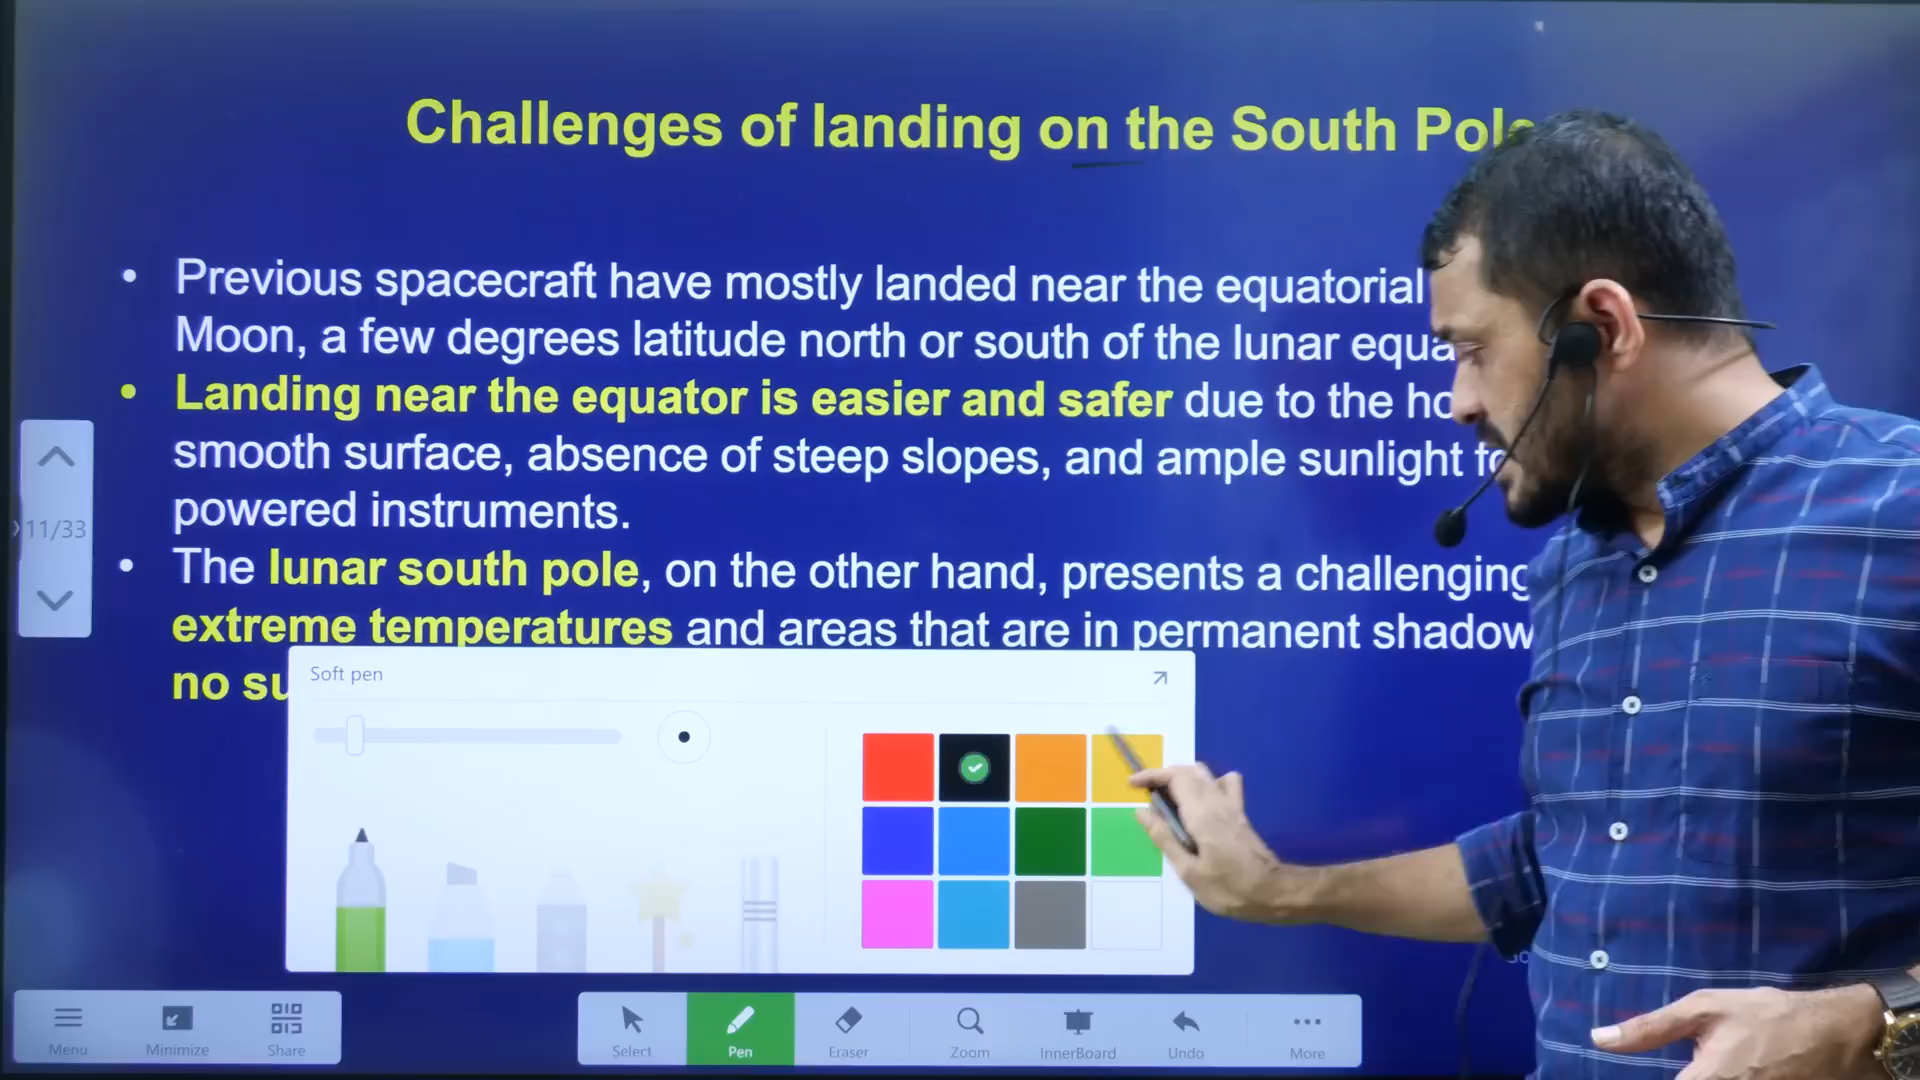 Challenges of landing on the South Pole
• Previous spacecraft have mostly landed near the equatorial
Moon, a few degrees latitude north or south of the lunar equa
• Landing near the equator is easier and safer due to the ho
smooth surface, absence of steep slopes, and ample sunlight fo
powered instruments.
• The lunar south pole, on the other hand, presents a challenging
extreme temperatures and areas that are in permanent shadow
no su
11/33
Soft pen
Menu
Minimize
Share
Select
Pen
Eraser
Zoom
InnerBoard
Undo
More